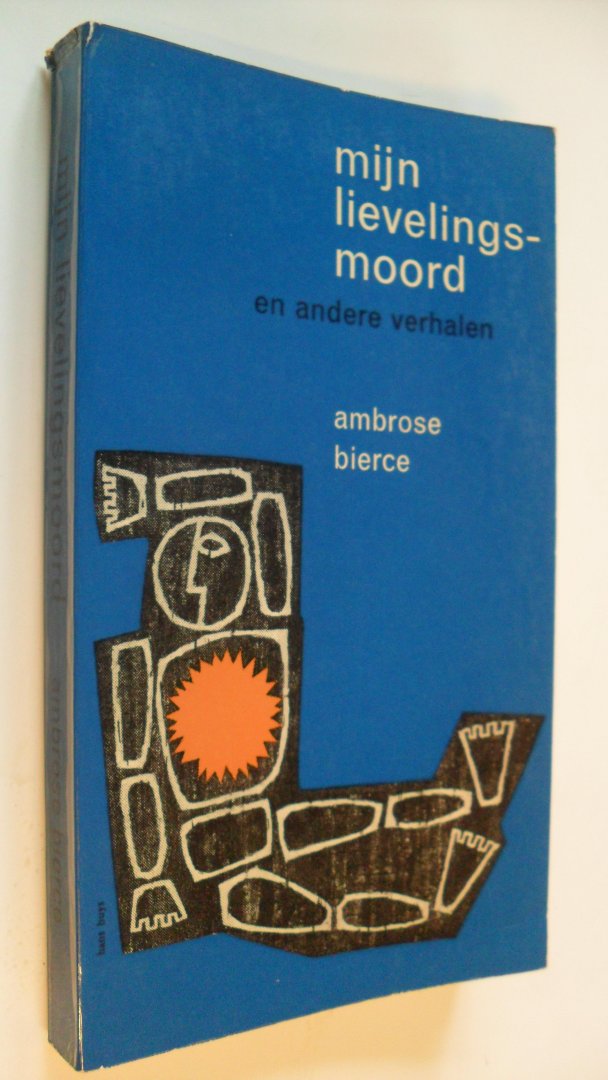 mijn
lievelings-
moord
en andere verhalen
ambrose
bierce
hans buys
mijn lievelingsmoord ambrose bierce